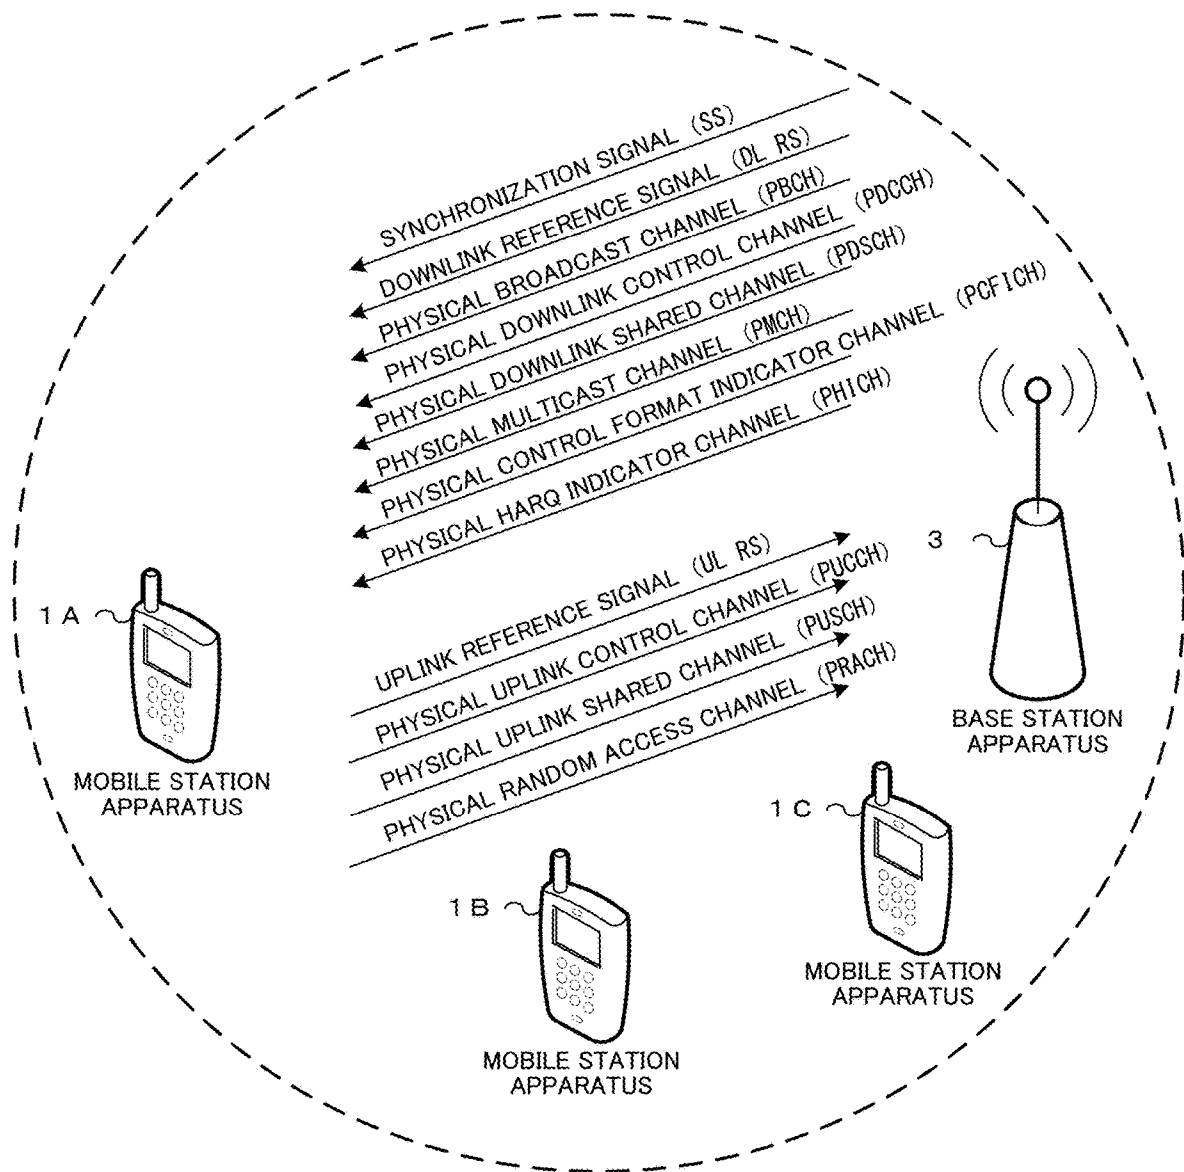 SYNCHRONIZATION SIGNAL (SS)
DOWNLINK REFERENCE SIGNAL (DL RS)
PHYSICAL BROADCAST CHANNEL (PBCH)
PHYSICAL DOWNLINK CONTROL CHANNEL (PDCCH)
PHYSICAL DOWNLINK SHARED CHANNEL (PDSCH)
PHYSICAL MULTICAST CHANNEL (PMCH)
PHYSICAL CONTROL FORMAT INDICATOR CHANNEL (PCFICH)
PHYSICAL HARQ INDICATOR CHANNEL (PHICH)
UPLINK REFERENCE SIGNAL (UL RS)
PHYSICAL UPLINK CONTROL CHANNEL (PUCCH)
PHYSICAL UPLINK SHARED CHANNEL (PUSCH)
PHYSICAL RANDOM ACCESS CHANNEL (PRACH)
3
BASE STATION
APPARATUS
1A
MOBILE STATION
APPARATUS
1B
MOBILE STATION
APPARATUS
1C
MOBILE STATION
APPARATUS